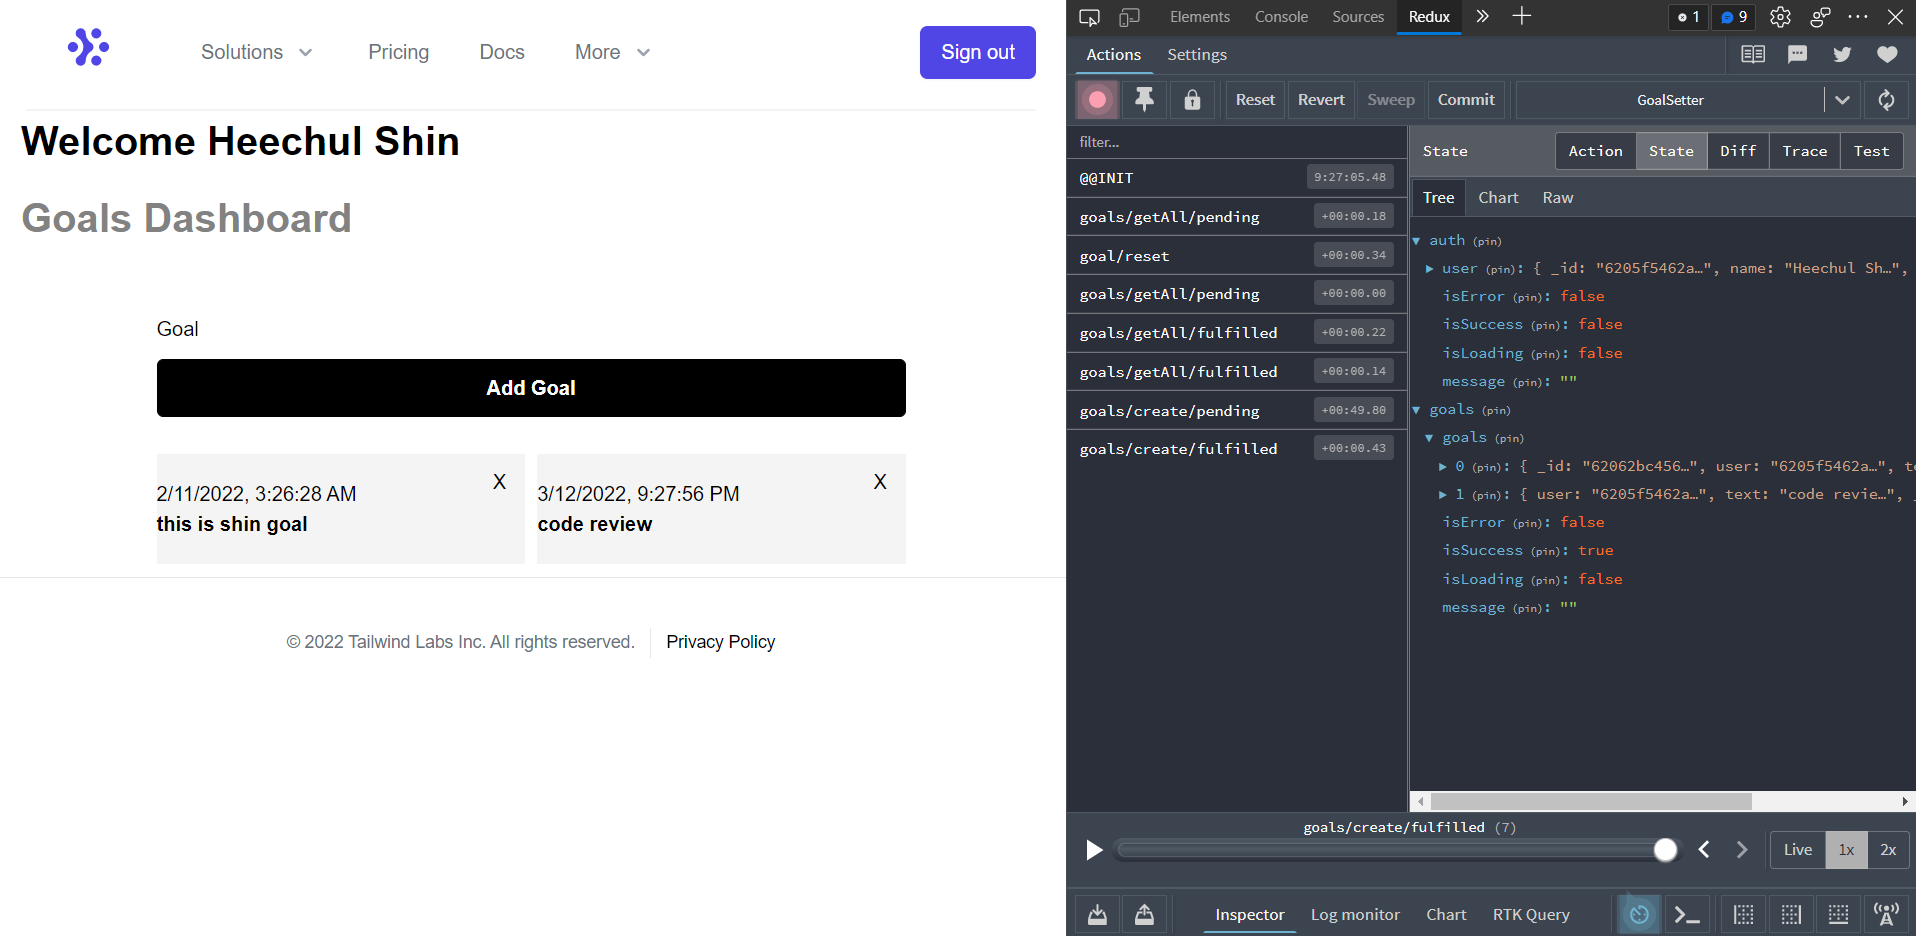 Solutions Pricing Docs More Sign out
Welcome Heechul Shin
Goals Dashboard
Goal
Add Goal
2/11/2022, 3:26:28 AM X
this is shin goal
3/12/2022, 9:27:56 PM X
code review
© 2022 Tailwind Labs Inc. All rights reserved. Privacy Policy
Elements Console Sources Redux 1 9
Actions Settings
Reset Revert Sweep Commit GoalSetter
filter...
@@INIT 9:27:05.48
goals/getAll/pending +00:00.18
goal/reset +00:00.34
goals/getAll/pending +00:00.00
goals/getAll/fulfilled +00:00.22
goals/getAll/fulfilled +00:00.14
goals/create/pending +00:49.80
goals/create/fulfilled +00:00.43
State Action State Diff Trace Test
Tree Chart Raw
auth (pin)
user (pin): { _id: "6205f5462a…", name: "Heechul Sh…",
isError (pin): false
isSuccess (pin): false
isLoading (pin): false
message (pin): ""
goals (pin)
goals (pin)
0 (pin): { _id: "62062bc456…", user: "6205f5462a…", te
1 (pin): { user: "6205f5462a…", text: "code revie…", _
isError (pin): false
isSuccess (pin): true
isLoading (pin): false
message (pin): ""
goals/create/fulfilled (7)
Live 1x 2x
Inspector Log monitor Chart RTK Query